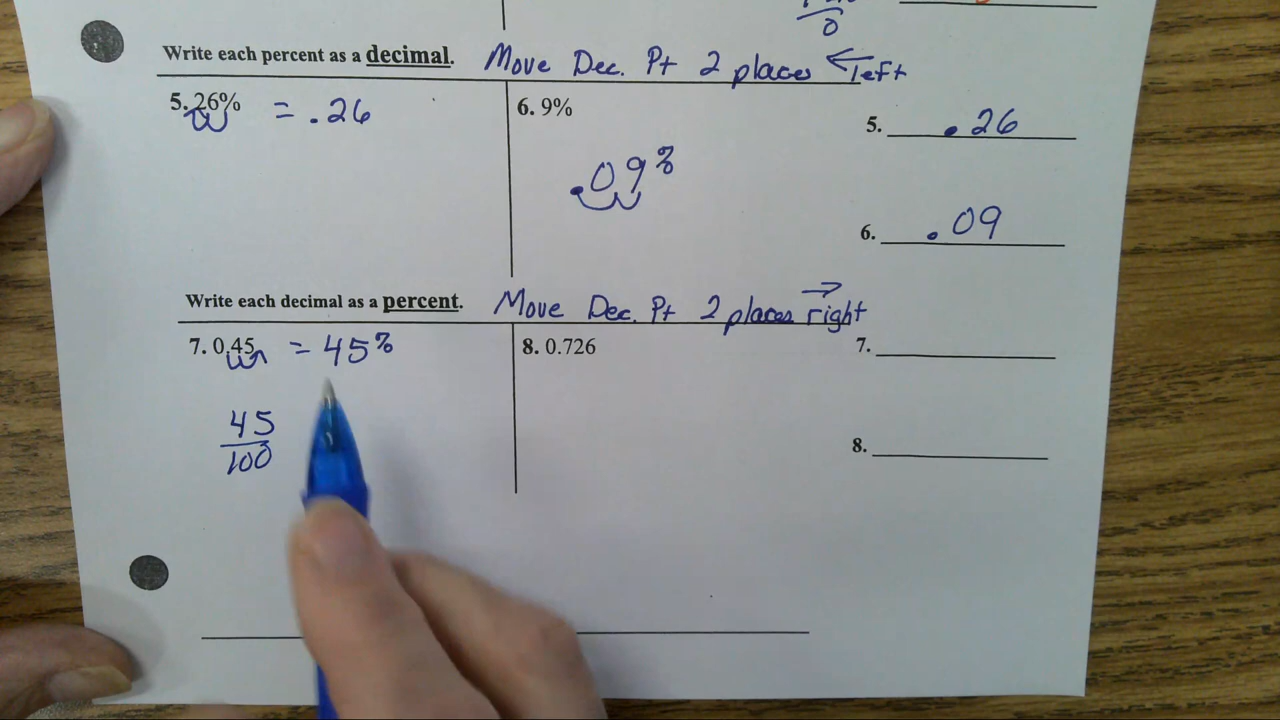 0
Write each percent as a decimal. Move Dec. Pt 2 places ← left
5. 26% = .26
6. 9%
.09%
5. .26
6. .09
Write each decimal as a percent. Move Dec. Pt 2 places → right
7. 0.45 = 45%
45
100
8. 0.726
7.
8.